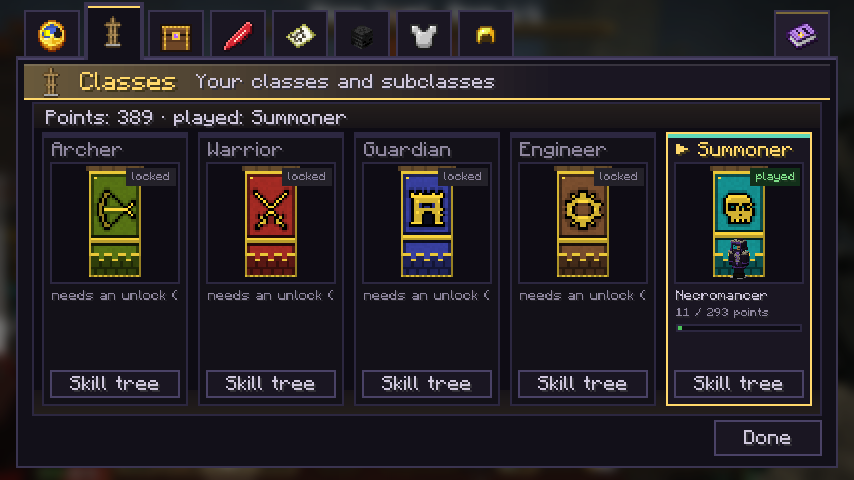 Classes Your classes and subclasses
Points: 389 · played: Summoner
Archer
locked
needs an unlock (
Skill tree
Warrior
locked
needs an unlock (
Skill tree
Guardian
locked
needs an unlock (
Skill tree
Engineer
locked
needs an unlock (
Skill tree
Summoner
played
Necromancer
11 / 293 points
Skill tree
Done